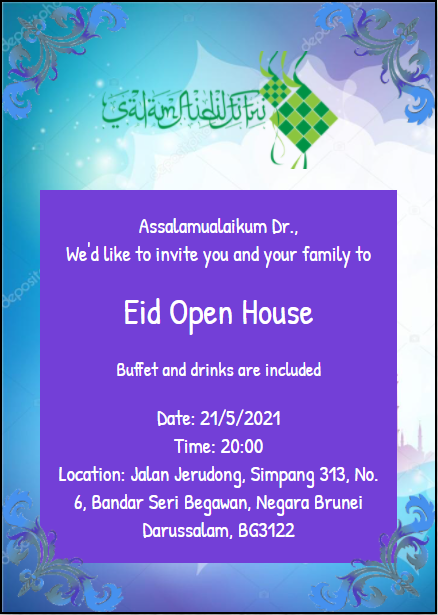 Salam Aidilfitri
Assalamualaikum Dr.,
We'd like to invite you and your family to
Eid Open House
Buffet and drinks are included
Date: 21/5/2021
Time: 20:00
Location: Jalan Jerudong, Simpang 313, No.
6, Bandar Seri Begawan, Negara Brunei
Darussalam, BG3122